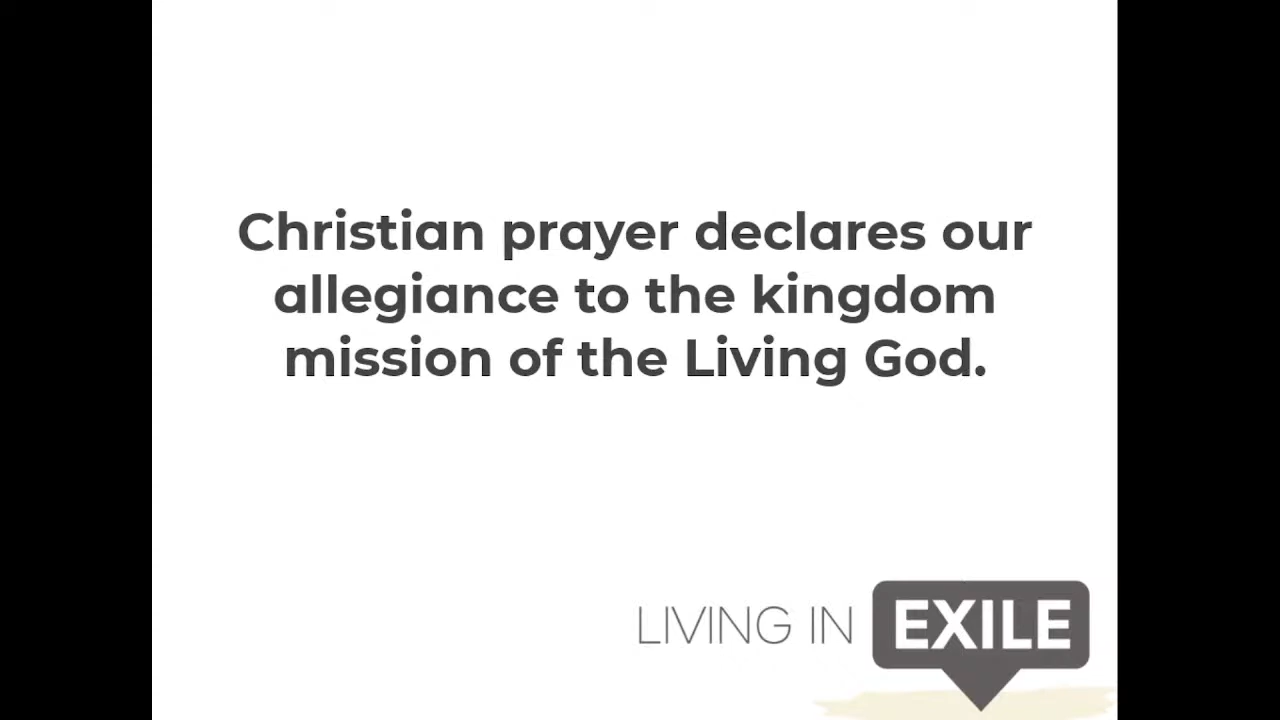 Christian prayer declares our
allegiance to the kingdom
mission of the Living God.
LIVING IN EXILE